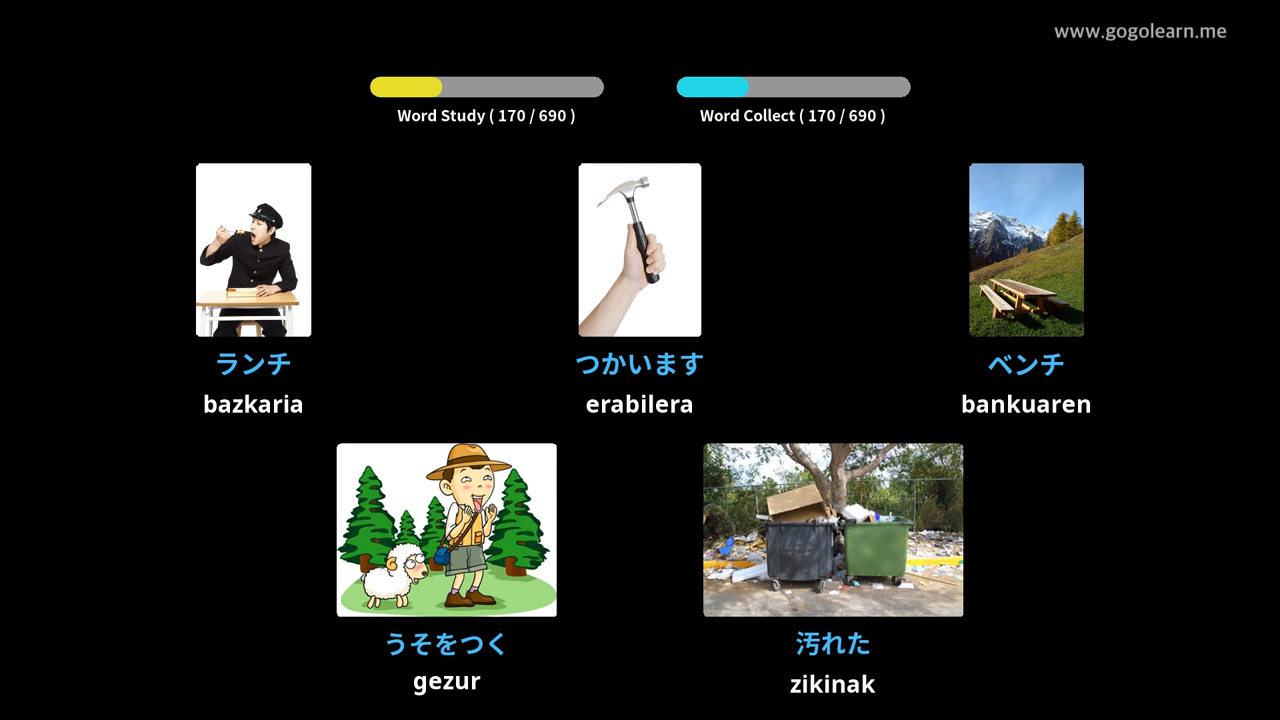 www.gogolearn.me
Word Study ( 170 / 690 )
Word Collect ( 170 / 690 )
ランチ
bazkaria
つかいます
erabilera
ベンチ
bankuaren
うそをつく
gezur
汚れた
zikinak